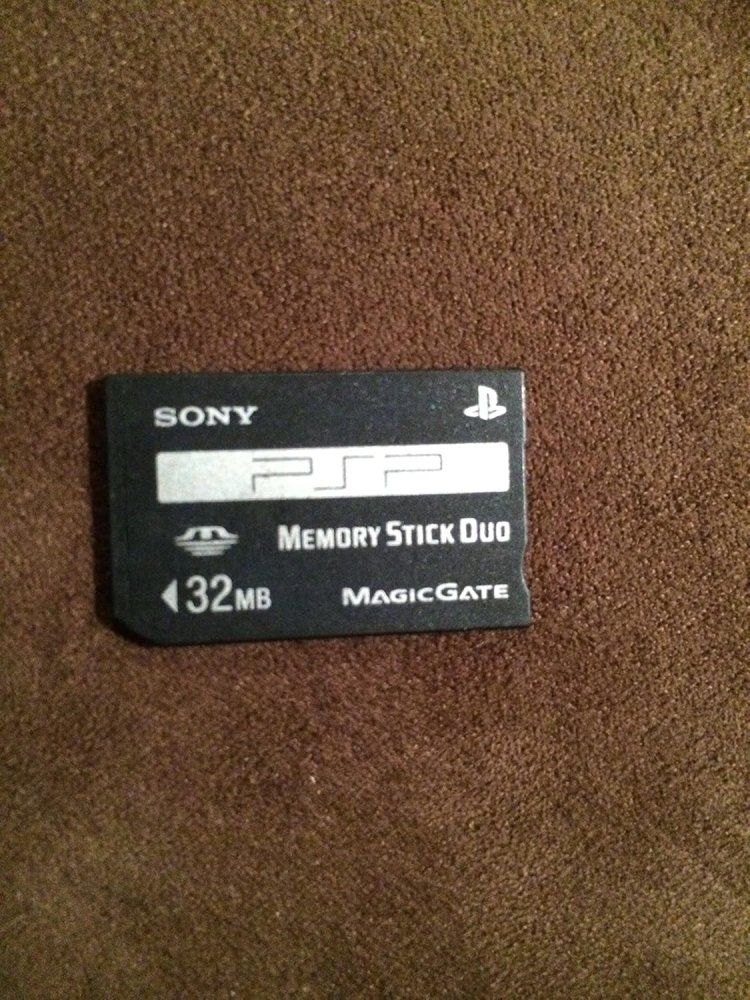 SONY
PSP
MEMORY STICK DUO
32MB
MAGICGATE